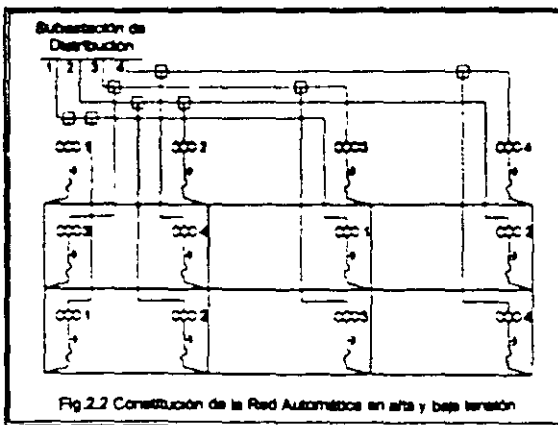 Subestación de
Distribución
1 2 3 4
1 2 3 4
3 4 1 2
1 2 3 4
Fig.2.2 Constitución de la Red Automática en alta y baja tensión